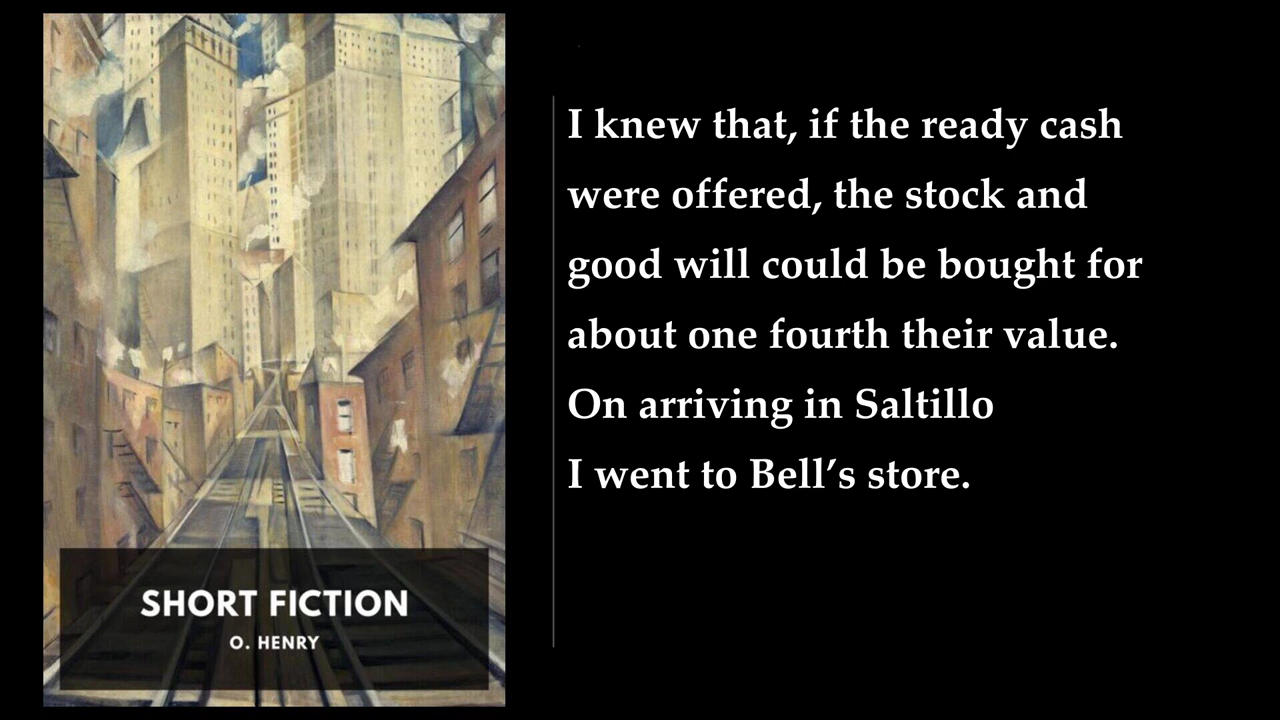 I knew that, if the ready cash
were offered, the stock and
good will could be bought for
about one fourth their value.
On arriving in Saltillo
I went to Bell’s store.
SHORT FICTION
O. HENRY